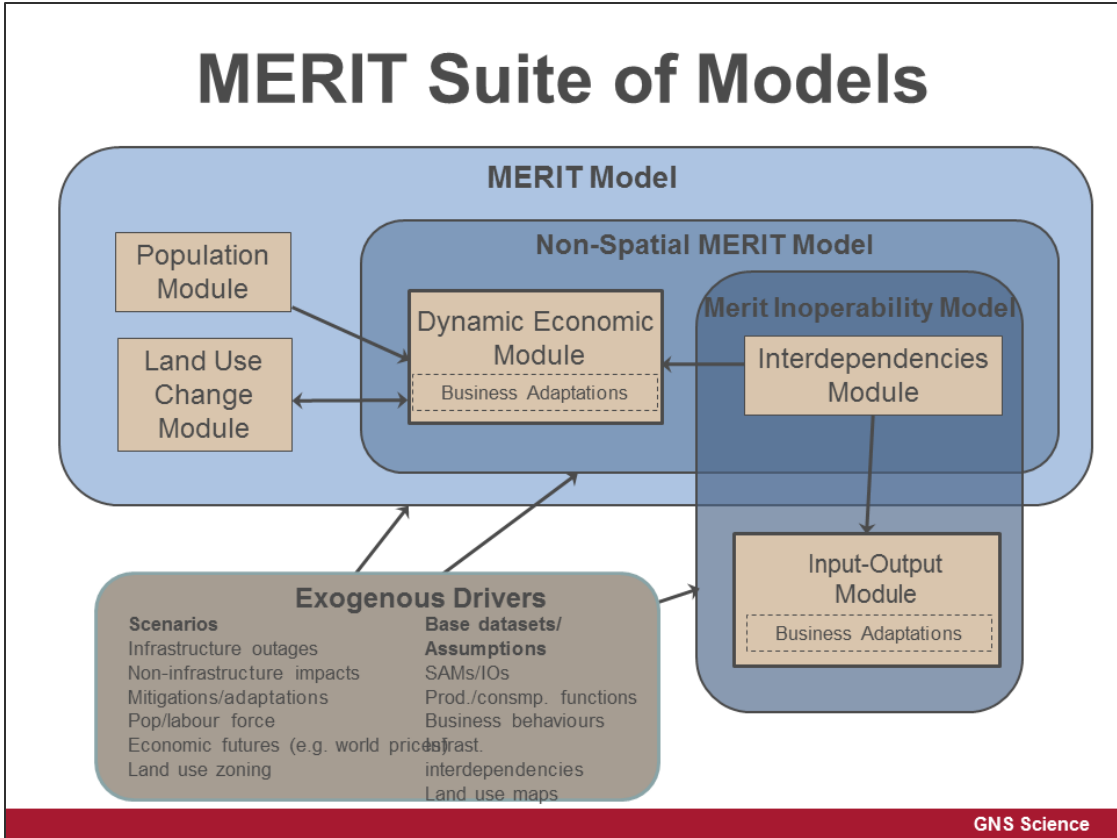 MERIT Suite of Models
MERIT Model
Non-Spatial MERIT Model
Merit Inoperability Model
Population
Module
Land Use
Change
Module
Dynamic Economic
Module
Business Adaptations
Interdependencies
Module
Input-Output
Module
Business Adaptations
Exogenous Drivers
Scenarios
Infrastructure outages
Non-infrastructure impacts
Mitigations/adaptations
Pop/labour force
Economic futures (e.g. world prices)
Land use zoning
Base datasets/
Assumptions
SAMs/IOs
Prod./consmp. functions
Business behaviours
Infrast.
interdependencies
Land use maps
GNS Science